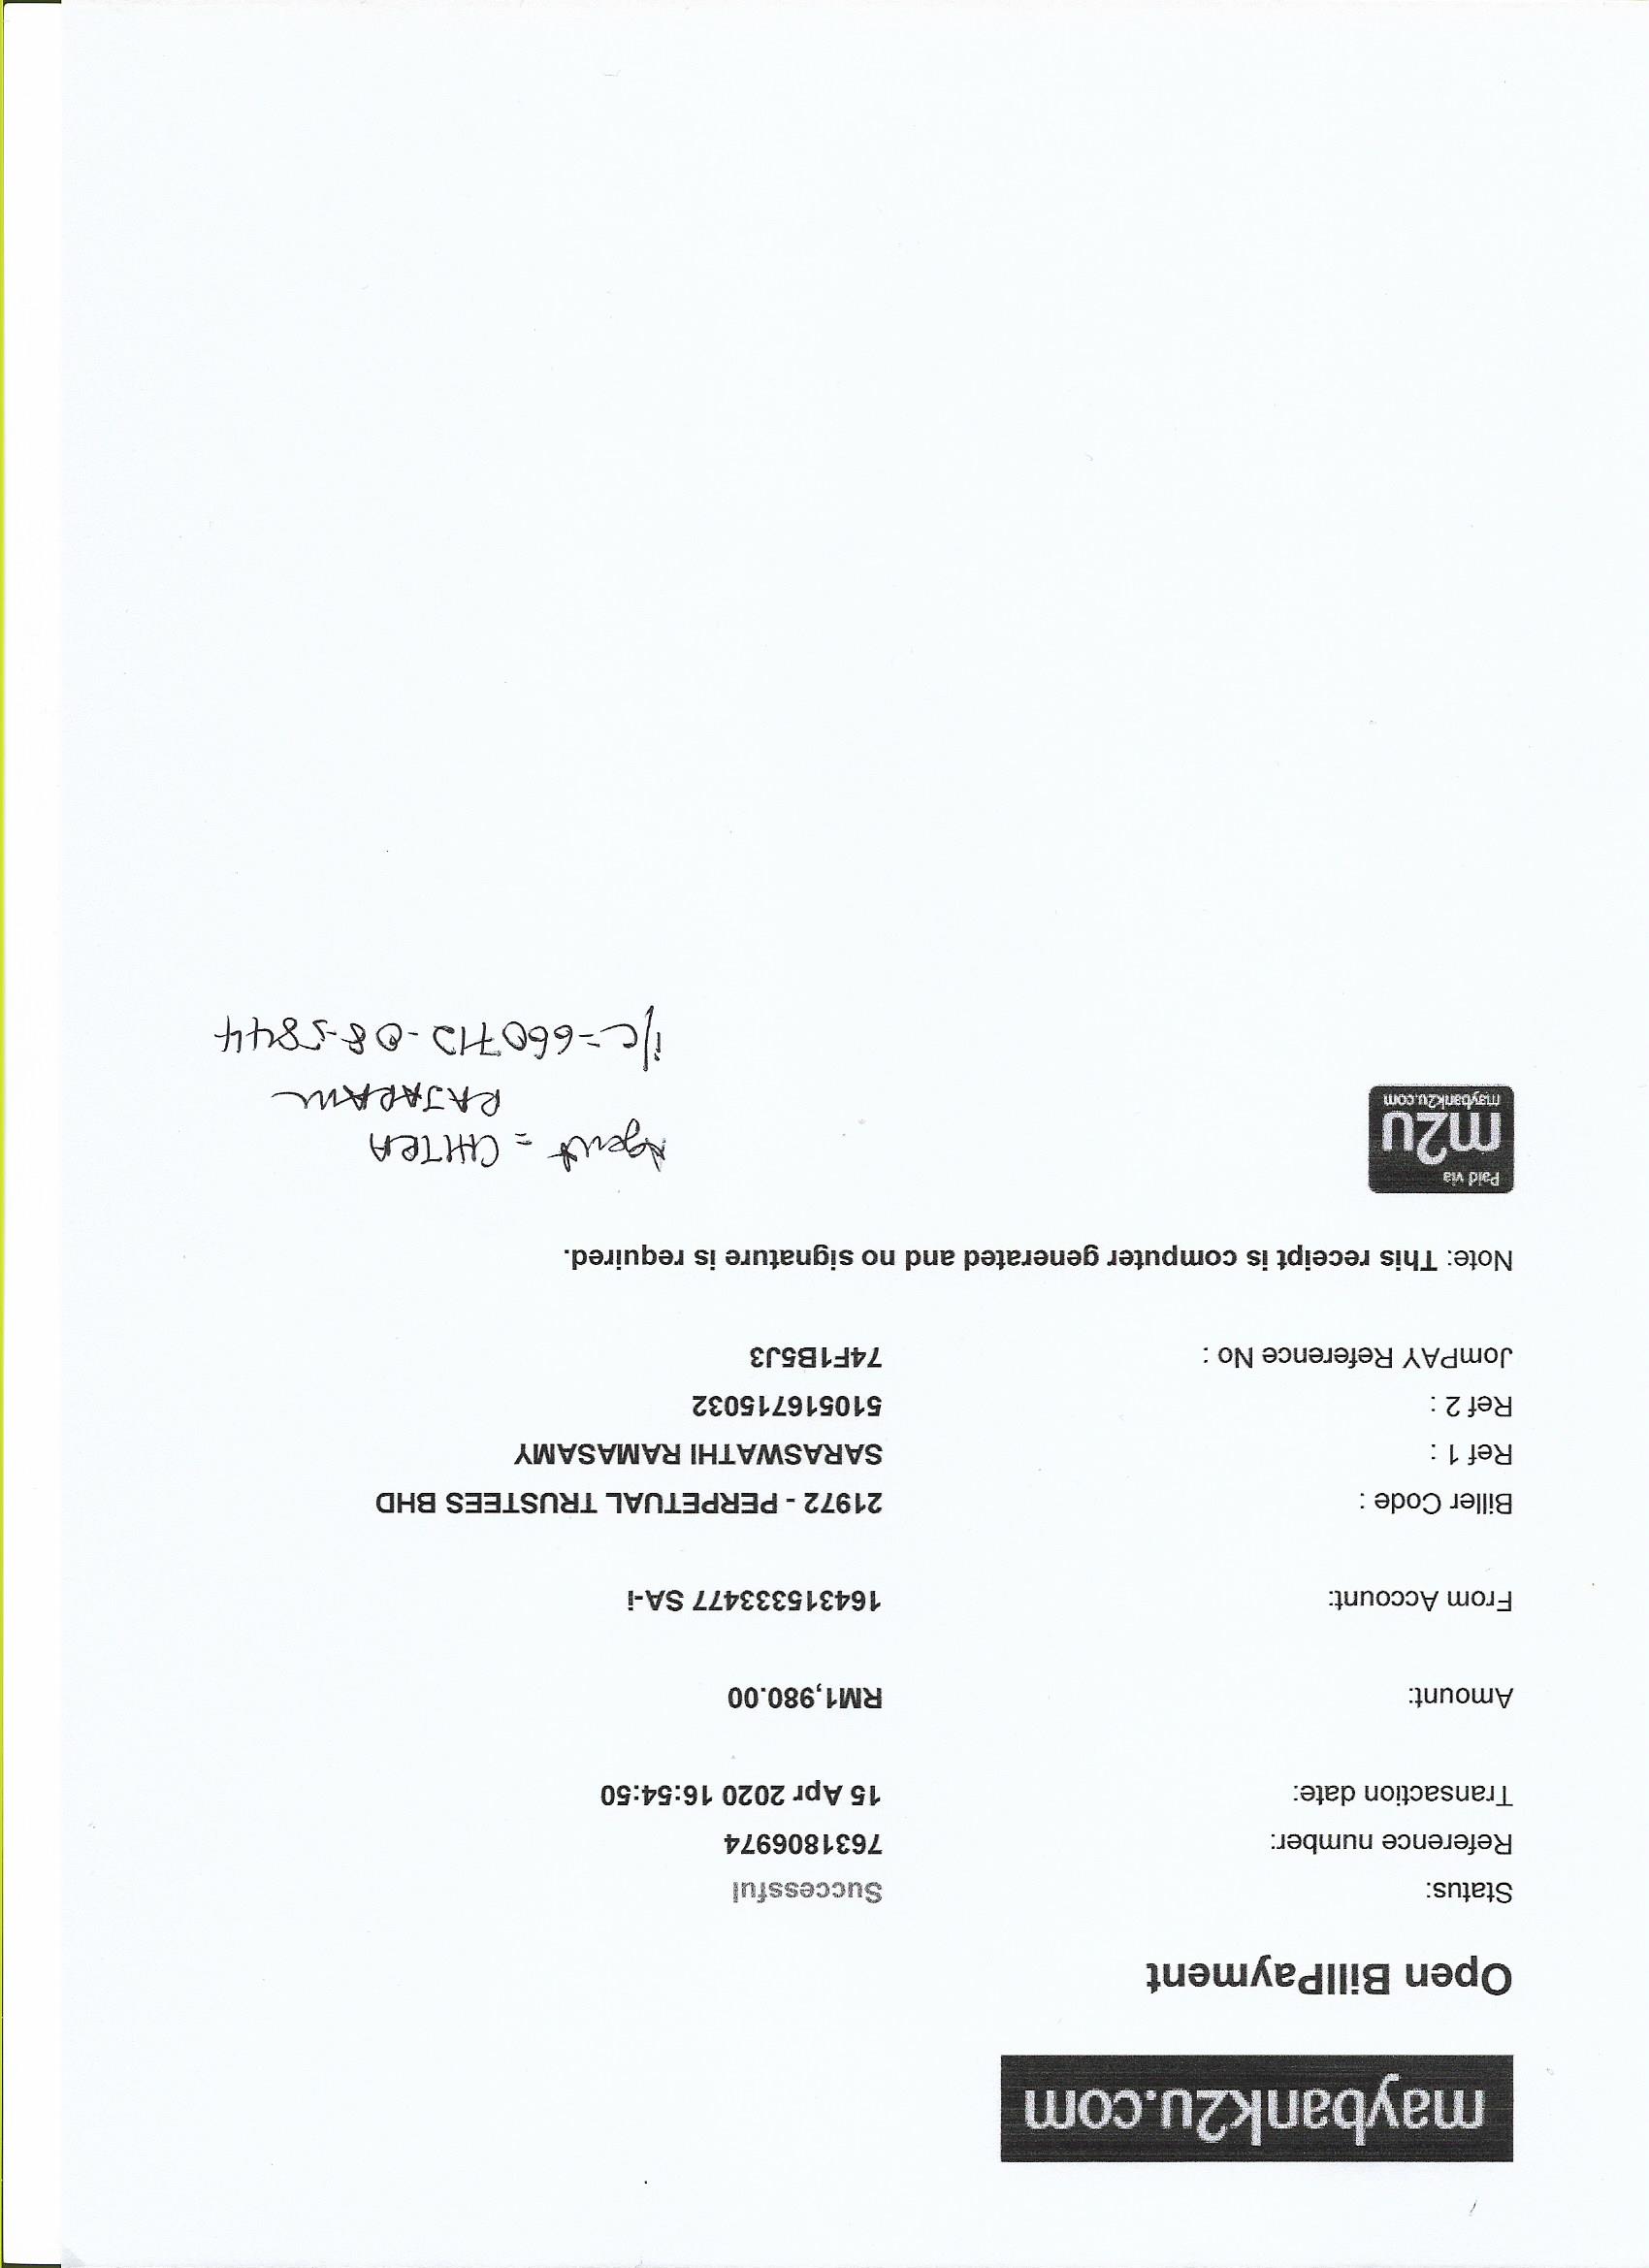 maybank2u.com
Open BillPayment
Status: Successful
Reference number: 7631806974
Transaction date: 15 Apr 2020 16:54:50
Amount: RM1,980.00
From Account: 164315333477 SA-i
Biller Code : 21972 - PERPETUAL TRUSTEES BHD
Ref 1 : SARASWATHI RAMASAMY
Ref 2 : 510516715032
JomPAY Reference No : 74F1B5J3
Note: This receipt is computer generated and no signature is required.
Paid via
m2u
maybank2u.com
Agent = CHITRA
RAJARAM
i/c=660712-08-5844